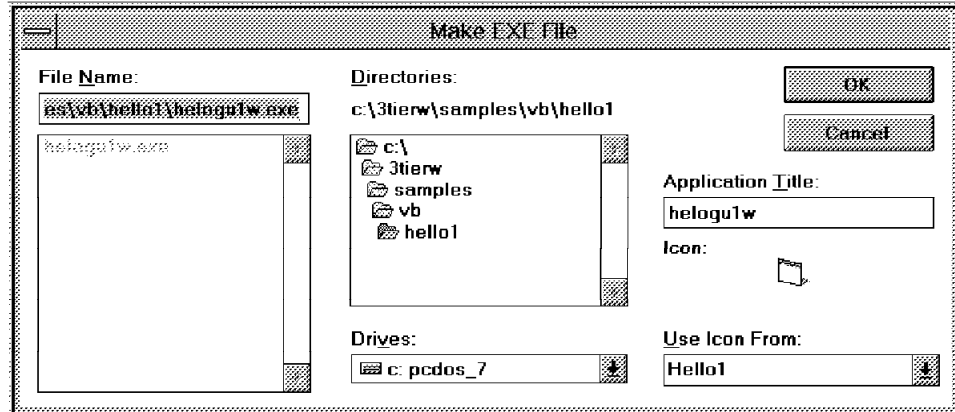 Make EXE File
File Name:
es\vb\hello1\helogu1w.exe
helogu1w.exe
Directories:
c:\3tierw\samples\vb\hello1
c:\
3tierw
samples
vb
hello1
Drives:
c: pcdos_7
OK
Cancel
Application Title:
helogu1w
Icon:
Use Icon From:
Hello1